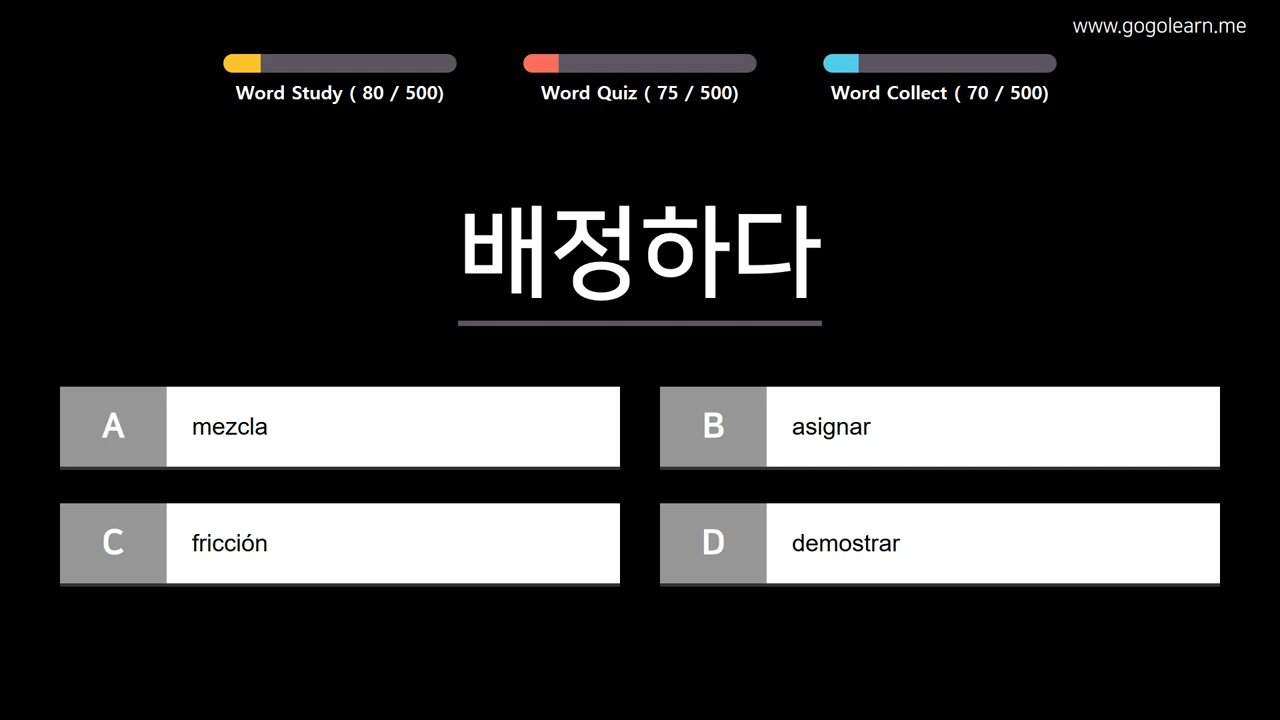 www.gogolearn.me
Word Study ( 80 / 500)
Word Quiz ( 75 / 500)
Word Collect ( 70 / 500)
배정하다
A mezcla
B asignar
C fricción
D demostrar